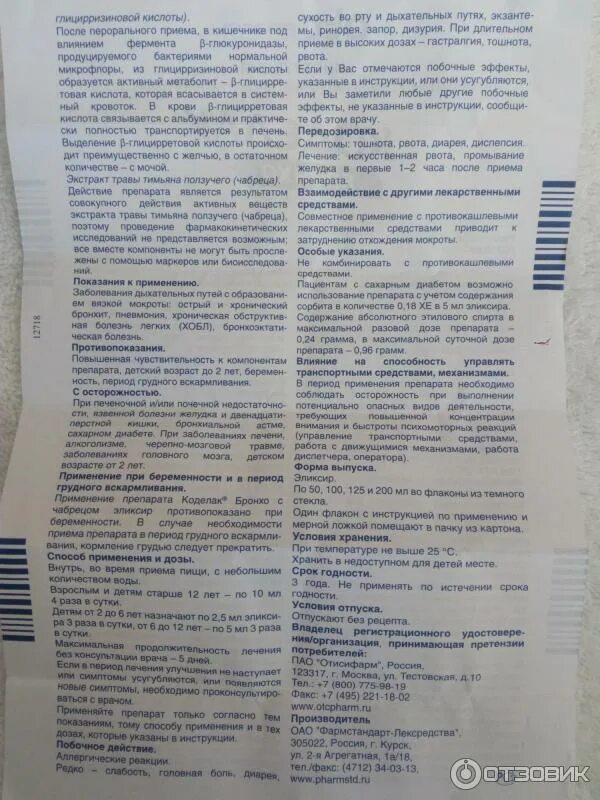 глицирризиновой кислоты).
После перорального приема, в кишечнике под
влиянием фермента β-глюкуронидазы,
продуцируемого бактериями нормальной
микрофлоры, из глицирризиновой кислоты
образуется активный метаболит – β-глицирре-
товая кислота, которая всасывается в систем-
ный кровоток. В крови β-глицирретовая
кислота связывается с альбумином и практиче-
ски полностью транспортируется в печень.
Выделение β-глицирретовой кислоты происхо-
дит преимущественно с желчью, в остаточном
количестве – с мочой.
Экстракт травы тимьяна ползучего (чабреца).
Действие препарата является результатом
совокупного действия активных веществ
экстракта травы тимьяна ползучего (чабреца),
поэтому проведение фармакокинетических
исследований не представляется возможным;
все вместе компоненты не могут быть просле-
жены с помощью маркеров или биоисследова-
ний.
Показания к применению.
Заболевания дыхательных путей с образовани-
ем вязкой мокроты: острый и хронический
бронхит, пневмония, хроническая обструктив-
ная болезнь легких (ХОБЛ), бронхоэктати-
ческая болезнь.
Противопоказания.
Повышенная чувствительность к компонентам
препарата, детский возраст до 2 лет, беремен-
ность, период грудного вскармливания.
С осторожностью.
При печеночной и/или почечной недостаточно-
сти, язвенной болезни желудка и двенадцати-
перстной кишки, бронхиальной астме,
сахарном диабете. При заболеваниях печени,
алкоголизме, черепно-мозговой травме,
заболеваниях головного мозга, детском
возрасте от 2 лет.
Применение при беременности и в период
грудного вскармливания.
Применение препарата Коделак® Бронхо с
чабрецом эликсир противопоказано при
беременности. В случае необходимости
приема препарата в период грудного вскармли-
вания, кормление грудью следует прекратить.
Способ применения и дозы.
Внутрь, во время приема пищи, с небольшим
количеством воды.
Взрослым и детям старше 12 лет – по 10 мл
4 раза в сутки.
Детям от 2 до 6 лет назначают по 2,5 мл эликси-
ра 3 раза в сутки, от 6 до 12 лет – по 5 мл 3 раза
в сутки.
Максимальная продолжительность лечения
без консультации врача – 5 дней.
Если в период лечения улучшения не наступает
или симптомы усугубляются, или появляются
новые симптомы, необходимо проконсультиро-
ваться с врачом.
Применяйте препарат только согласно тем
показаниям, тому способу применения и в тех
дозах, которые указаны в инструкции.
Побочное действие.
Аллергические реакции.
Редко – слабость, головная боль, диарея,
12718
сухость во рту и дыхательных путях, экзанте-
мы, ринорея, запор, дизурия. При длительном
приеме в высоких дозах – гастралгия, тошнота,
рвота.
Если у Вас отмечаются побочные эффекты,
указанные в инструкции, или они усугубляются,
или Вы заметили любые другие побочные
эффекты, не указанные в инструкции, сообщи-
те об этом врачу.
Передозировка.
Симптомы: тошнота, рвота, диарея, диспепсия.
Лечение: искусственная рвота, промывание
желудка в первые 1–2 часа после приема
препарата.
Взаимодействие с другими лекарственными
средствами.
Совместное применение с противокашлевыми
лекарственными средствами приводит к
затруднению отхождения мокроты.
Особые указания.
Не комбинировать с противокашлевыми
средствами.
Пациентам с сахарным диабетом возможно
использование препарата с учетом содержания
сорбита в количестве 0,18 ХЕ в 5 мл эликсира.
Содержание абсолютного этилового спирта в
максимальной разовой дозе препарата –
0,24 грамма, в максимальной суточной дозе
препарата – 0,96 грамм.
Влияние на способность управлять
транспортными средствами, механизмами.
В период применения препарата необходимо
соблюдать осторожность при выполнении
потенциально опасных видов деятельности,
требующих повышенной концентрации
внимания и быстроты психомоторных реакций
(управление транспортными средствами,
работа с движущимися механизмами, работа
диспетчера, оператора).
Форма выпуска.
Эликсир.
По 50, 100, 125 и 200 мл во флаконы из темного
стекла.
Один флакон с инструкцией по применению и
мерной ложкой помещают в пачку из картона.
Условия хранения.
При температуре не выше 25 °С.
Хранить в недоступном для детей месте.
Срок годности.
3 года. Не применять по истечении срока
годности.
Условия отпуска.
Отпускают без рецепта.
Владелец регистрационного удостовере-
ния/организация, принимающая претензии
потребителей:
ПАО "Отисифарм", Россия,
123317, г. Москва, ул. Тестовская, д.10
Тел.: +7 (800) 775-98-19
Факс: +7 (495) 221-18-02
www.otcpharm.ru
Производитель
ОАО "Фармстандарт-Лексредства",
305022, Россия, г. Курск,
ул. 2-я Агрегатная, 1а/18,
тел./факс: (4712) 34-03-13,
www.pharmstd.ru
ОТЗОВИК